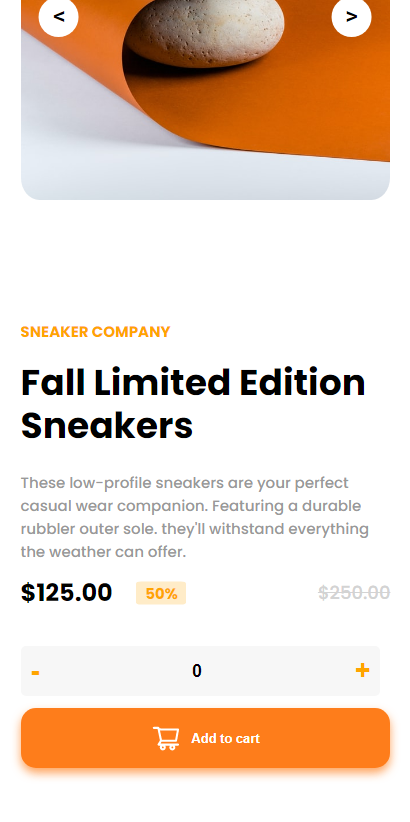 < >
SNEAKER COMPANY
Fall Limited Edition
Sneakers
These low-profile sneakers are your perfect
casual wear companion. Featuring a durable
rubbler outer sole. they'll withstand everything
the weather can offer.
$125.00 50% $250.00
- 0 +
Add to cart